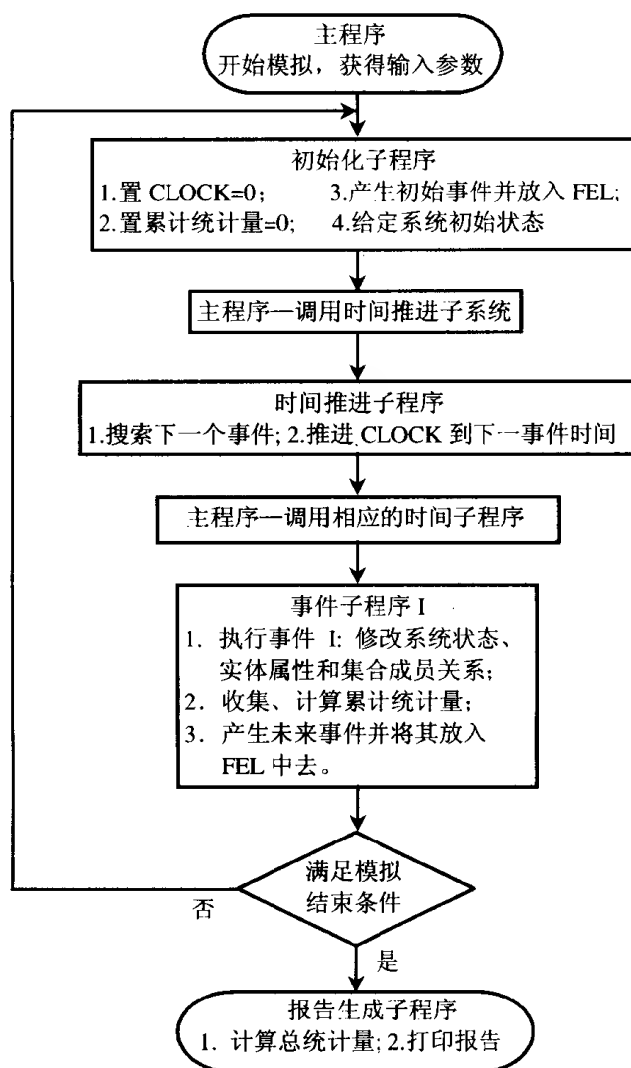 主程序
开始模拟，获得输入参数
初始化子程序
1.置 CLOCK=0； 3.产生初始事件并放入 FEL;
2.置累计统计量=0; 4.给定系统初始状态
主程序—调用时间推进子系统
时间推进子程序
1.搜索下一个事件; 2.推进 CLOCK 到下一事件时间
主程序—调用相应的时间子程序
事件子程序 I
1. 执行事件 I: 修改系统状态、
实体属性和集合成员关系;
2. 收集、计算累计统计量;
3. 产生未来事件并将其放入
FEL 中去。
满足模拟
结束条件
否
是
报告生成子程序
1. 计算总统计量; 2.打印报告